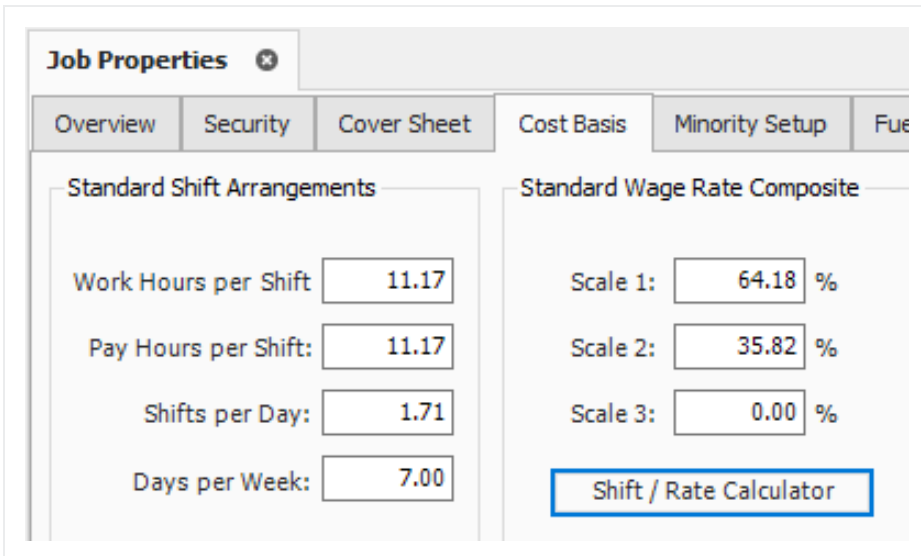 Job Properties
Overview Security Cover Sheet Cost Basis Minority Setup Fue
Standard Shift Arrangements
Work Hours per Shift 11.17
Pay Hours per Shift: 11.17
Shifts per Day: 1.71
Days per Week: 7.00
Standard Wage Rate Composite
Scale 1: 64.18 %
Scale 2: 35.82 %
Scale 3: 0.00 %
Shift / Rate Calculator